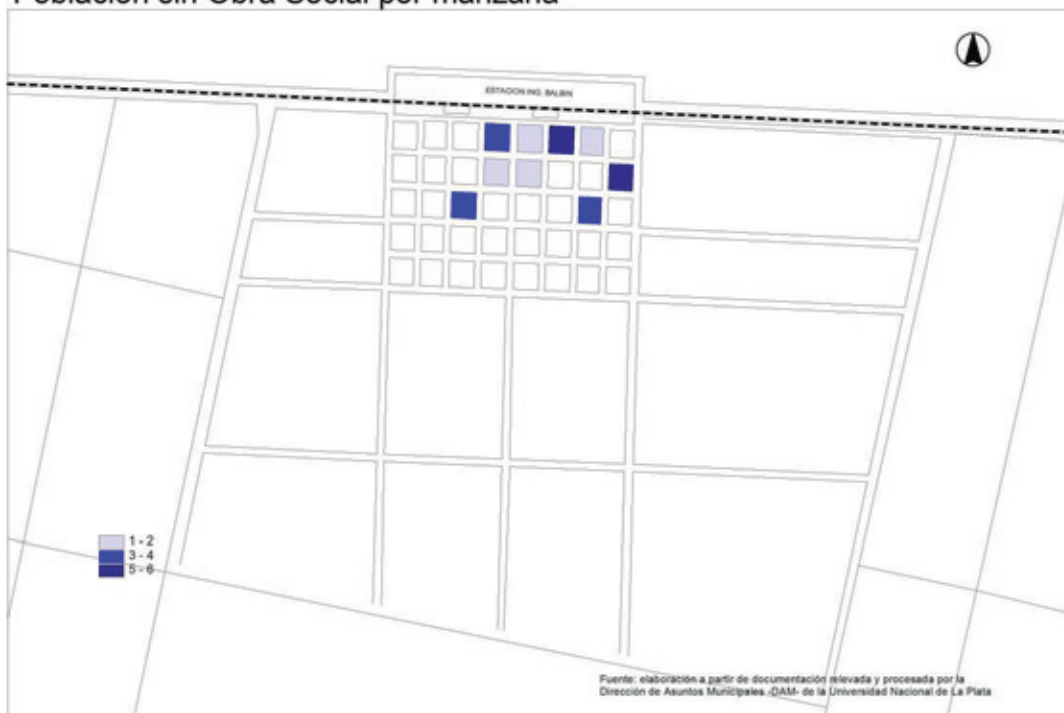 Población sin Obra Social por manzana
ESTACION ING. BALBIN
1 - 2
3 - 4
5 - 6
Fuente: elaboración a partir de documentación relevada y procesada por la
Dirección de Asuntos Municipales -DAM- de la Universidad Nacional de La Plata